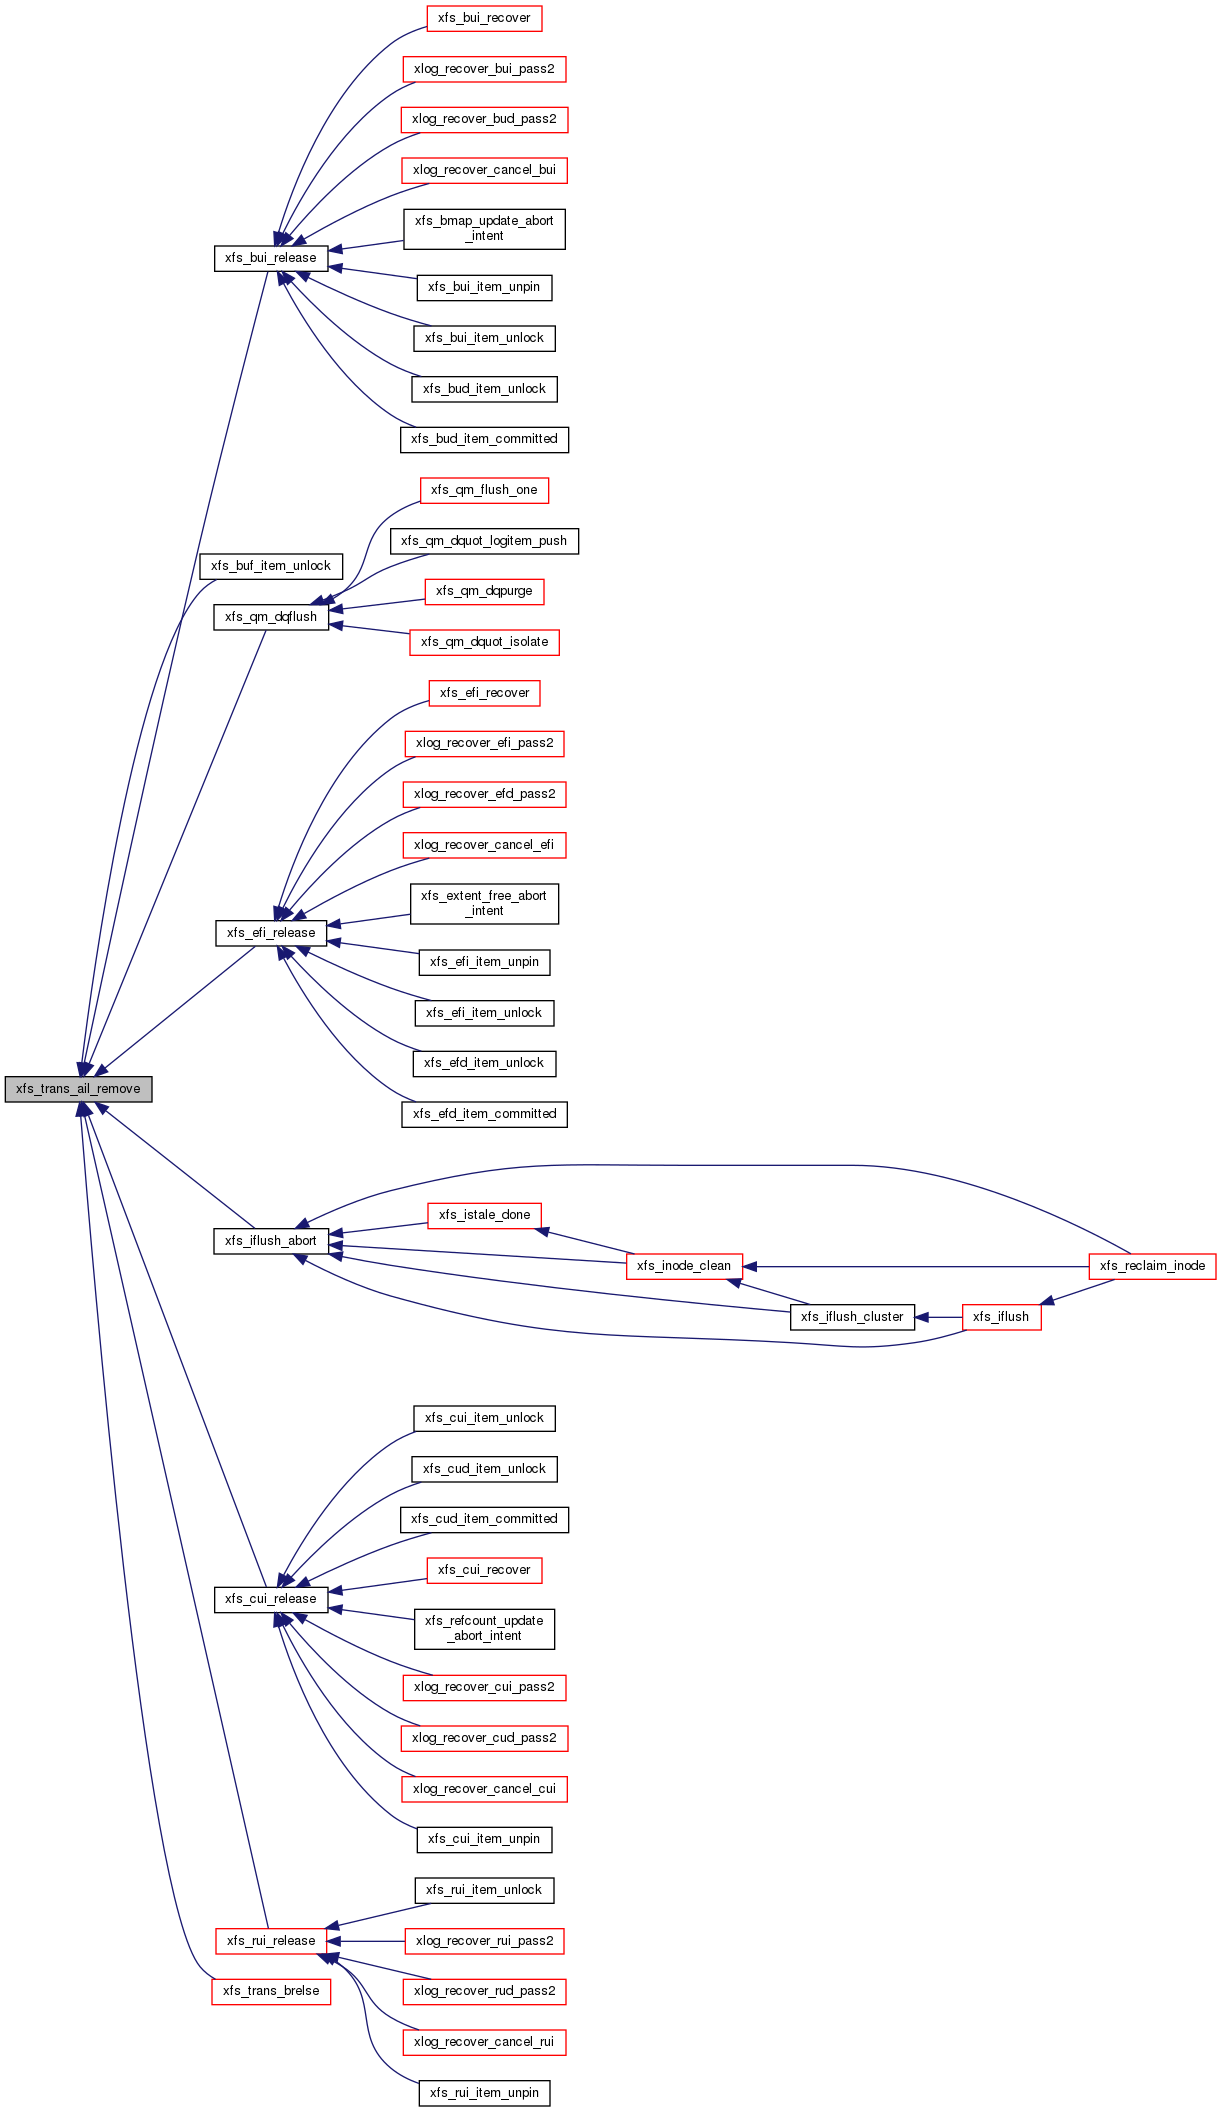 xfs_bui_recover
xlog_recover_bui_pass2
xlog_recover_bud_pass2
xlog_recover_cancel_bui
xfs_bmap_update_abort
_intent
xfs_bui_release
xfs_bui_item_unpin
xfs_bui_item_unlock
xfs_bud_item_unlock
xfs_bud_item_committed
xfs_qm_flush_one
xfs_qm_dquot_logitem_push
xfs_buf_item_unlock
xfs_qm_dqpurge
xfs_qm_dqflush
xfs_qm_dquot_isolate
xfs_efi_recover
xlog_recover_efi_pass2
xlog_recover_efd_pass2
xlog_recover_cancel_efi
xfs_extent_free_abort
_intent
xfs_efi_release
xfs_efi_item_unpin
xfs_efi_item_unlock
xfs_efd_item_unlock
xfs_trans_ail_remove
xfs_efd_item_committed
xfs_istale_done
xfs_iflush_abort
xfs_inode_clean
xfs_reclaim_inode
xfs_iflush_cluster
xfs_iflush
xfs_cui_item_unlock
xfs_cud_item_unlock
xfs_cud_item_committed
xfs_cui_recover
xfs_cui_release
xfs_refcount_update
_abort_intent
xlog_recover_cui_pass2
xlog_recover_cud_pass2
xlog_recover_cancel_cui
xfs_cui_item_unpin
xfs_rui_item_unlock
xfs_rui_release
xlog_recover_rui_pass2
xfs_trans_brelse
xlog_recover_rud_pass2
xlog_recover_cancel_rui
xfs_rui_item_unpin